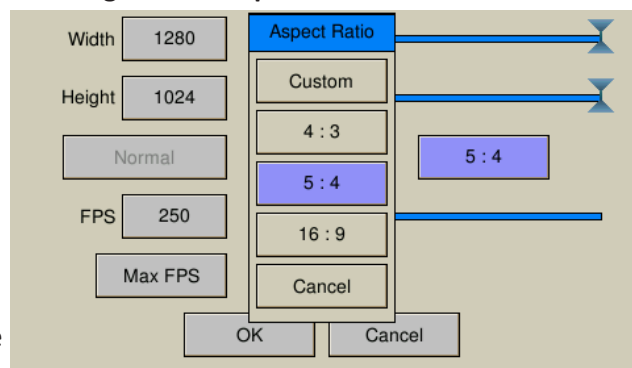 Width 1280
Aspect Ratio
Custom
Height 1024
4 : 3
Normal
5 : 4
5 : 4
FPS 250
16 : 9
Max FPS
Cancel
OK
Cancel